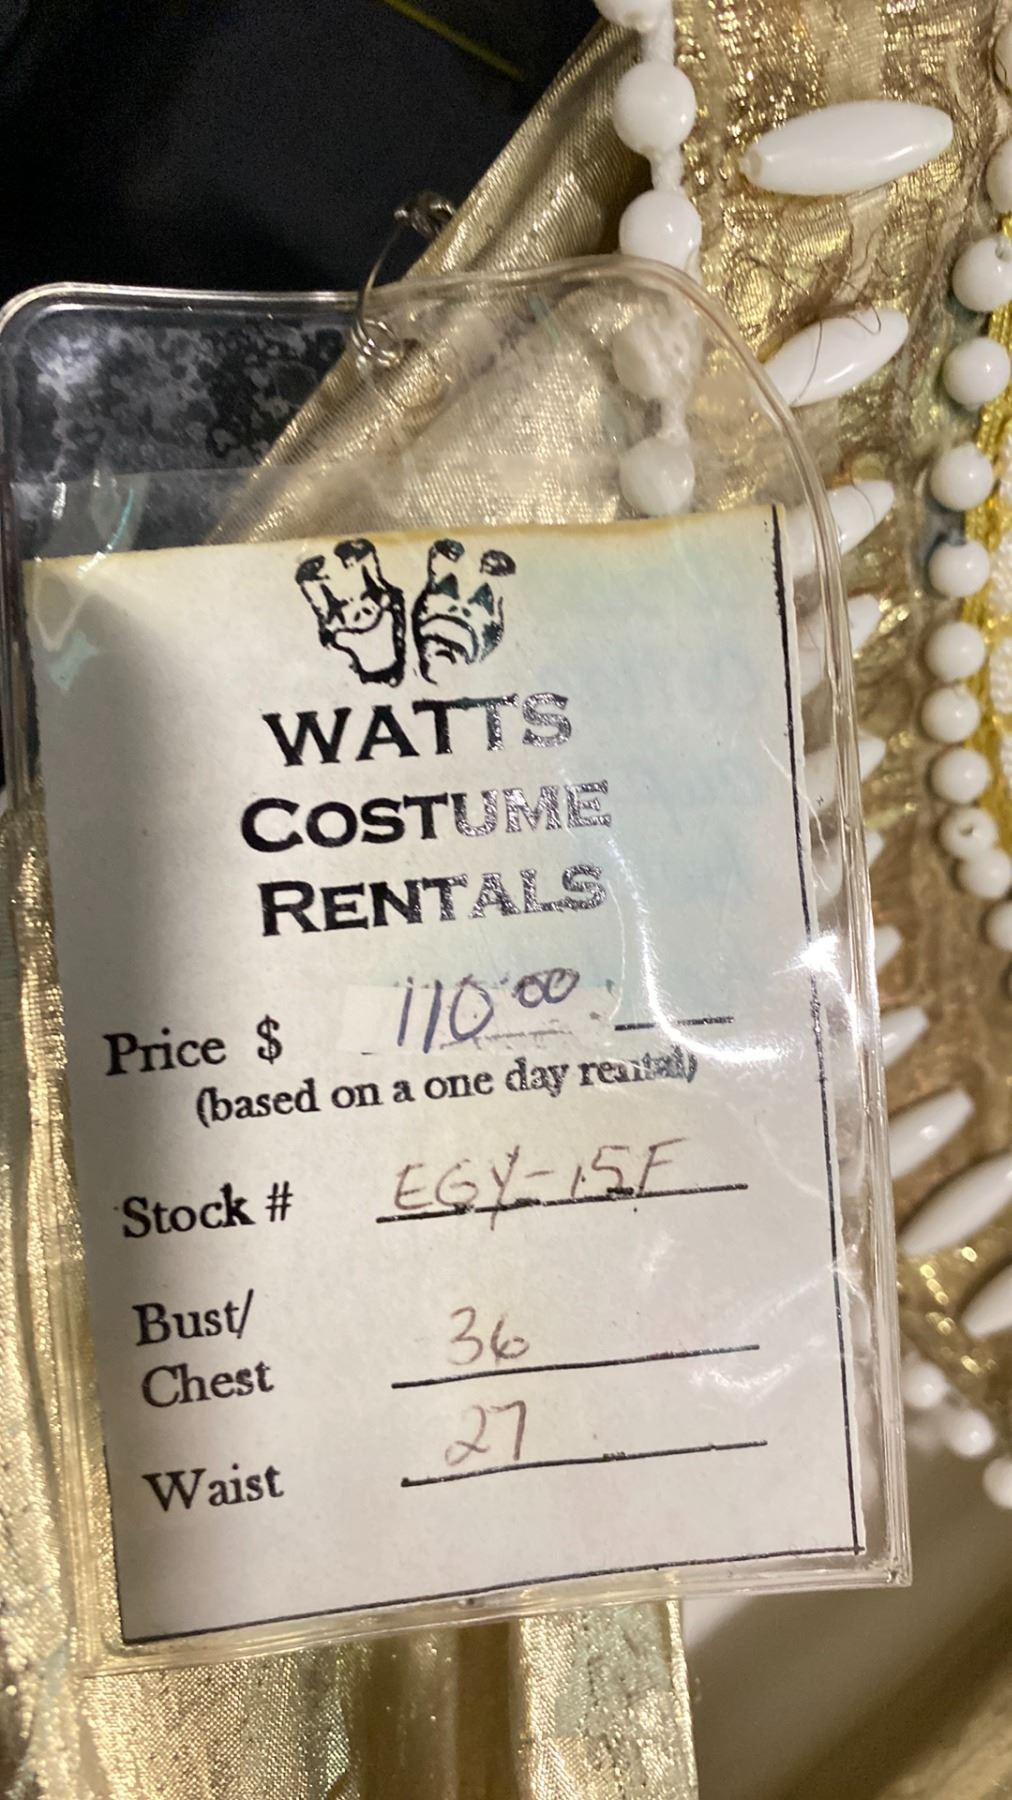 WATTS
COSTUME
RENTALS
Price $ 110.00
(based on a one day rental)
Stock # EGY-15F
Bust/
Chest 36
Waist 27